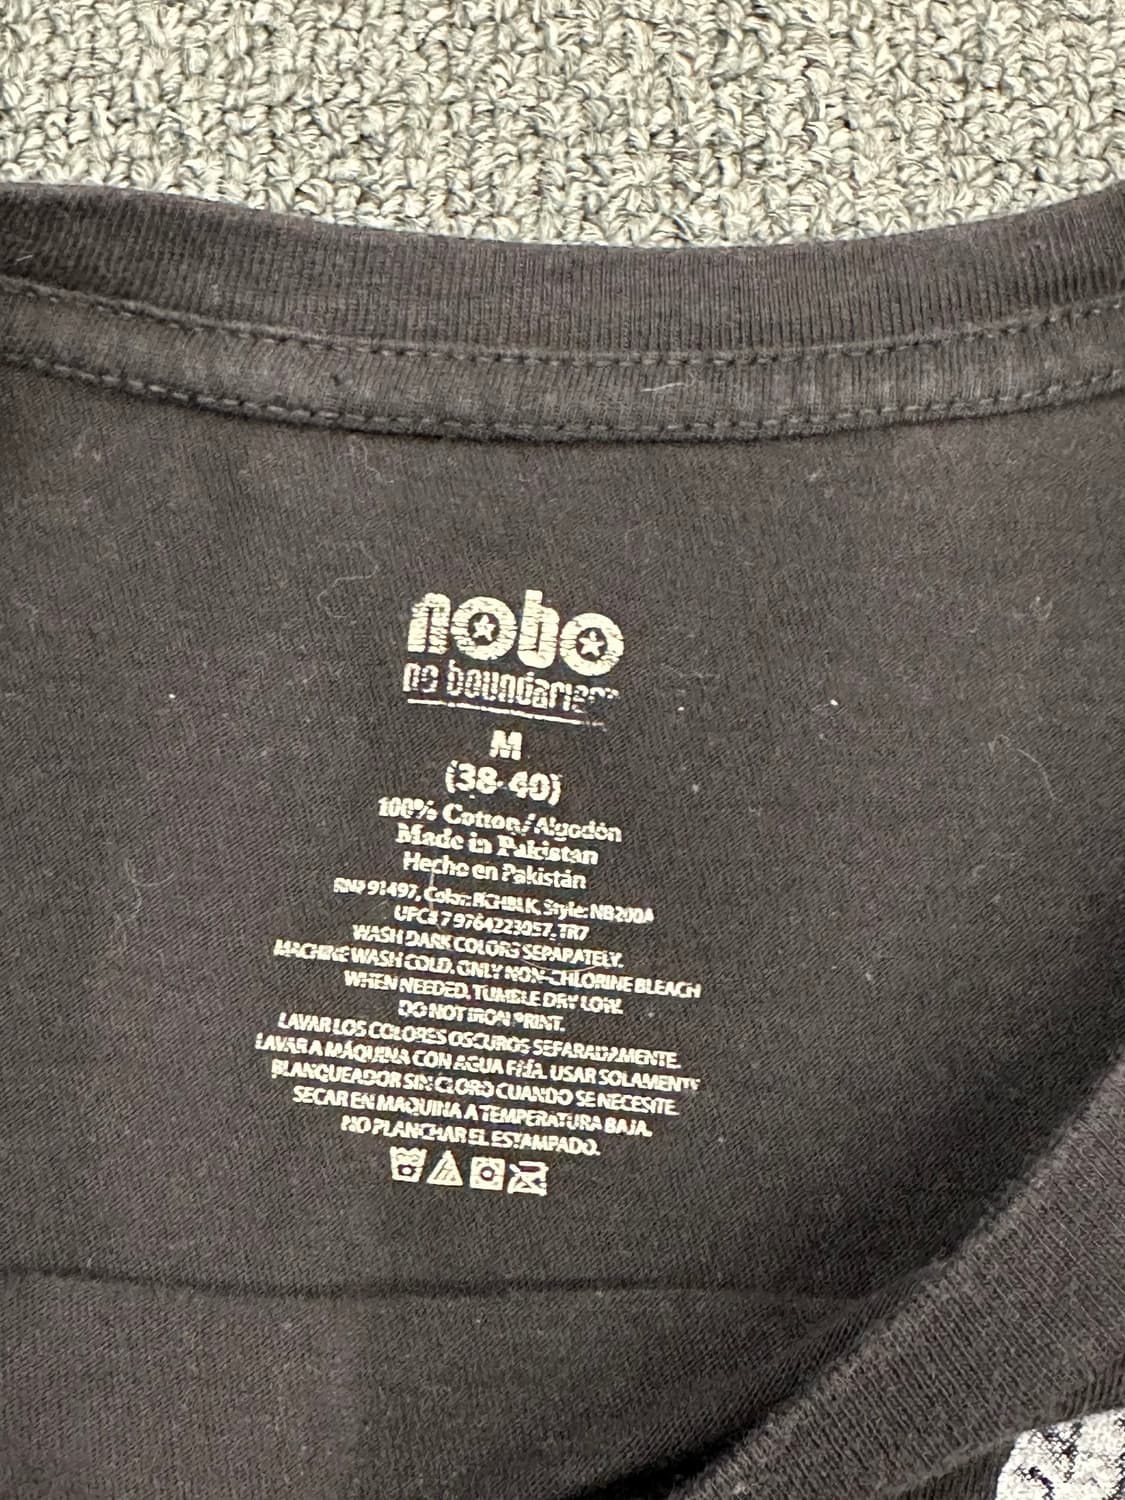 nobo
no boundaries
M
(38-40)
100% Cotton/Algodón
Made in Pakistan
Hecho en Pakistán
RN# 91497, Color: RCHBLK, Style: NB200A
TR7
WASH DARK COLORS SEPARATELY.
MACHINE WASH COLD. ONLY NON-CHLORINE BLEACH
WHEN NEEDED. TUMBLE DRY LOW.
DO NOT IRON PRINT.
LAVAR LOS COLORES OSCUROS SEPARADAMENTE.
LAVAR A MÁQUINA CON AGUA FRÍA. USAR SOLAMENTE
BLANQUEADOR SIN CLORO CUANDO SE NECESITE.
SECAR EN MAQUINA A TEMPERATURA BAJA.
NO PLANCHAR EL ESTAMPADO.